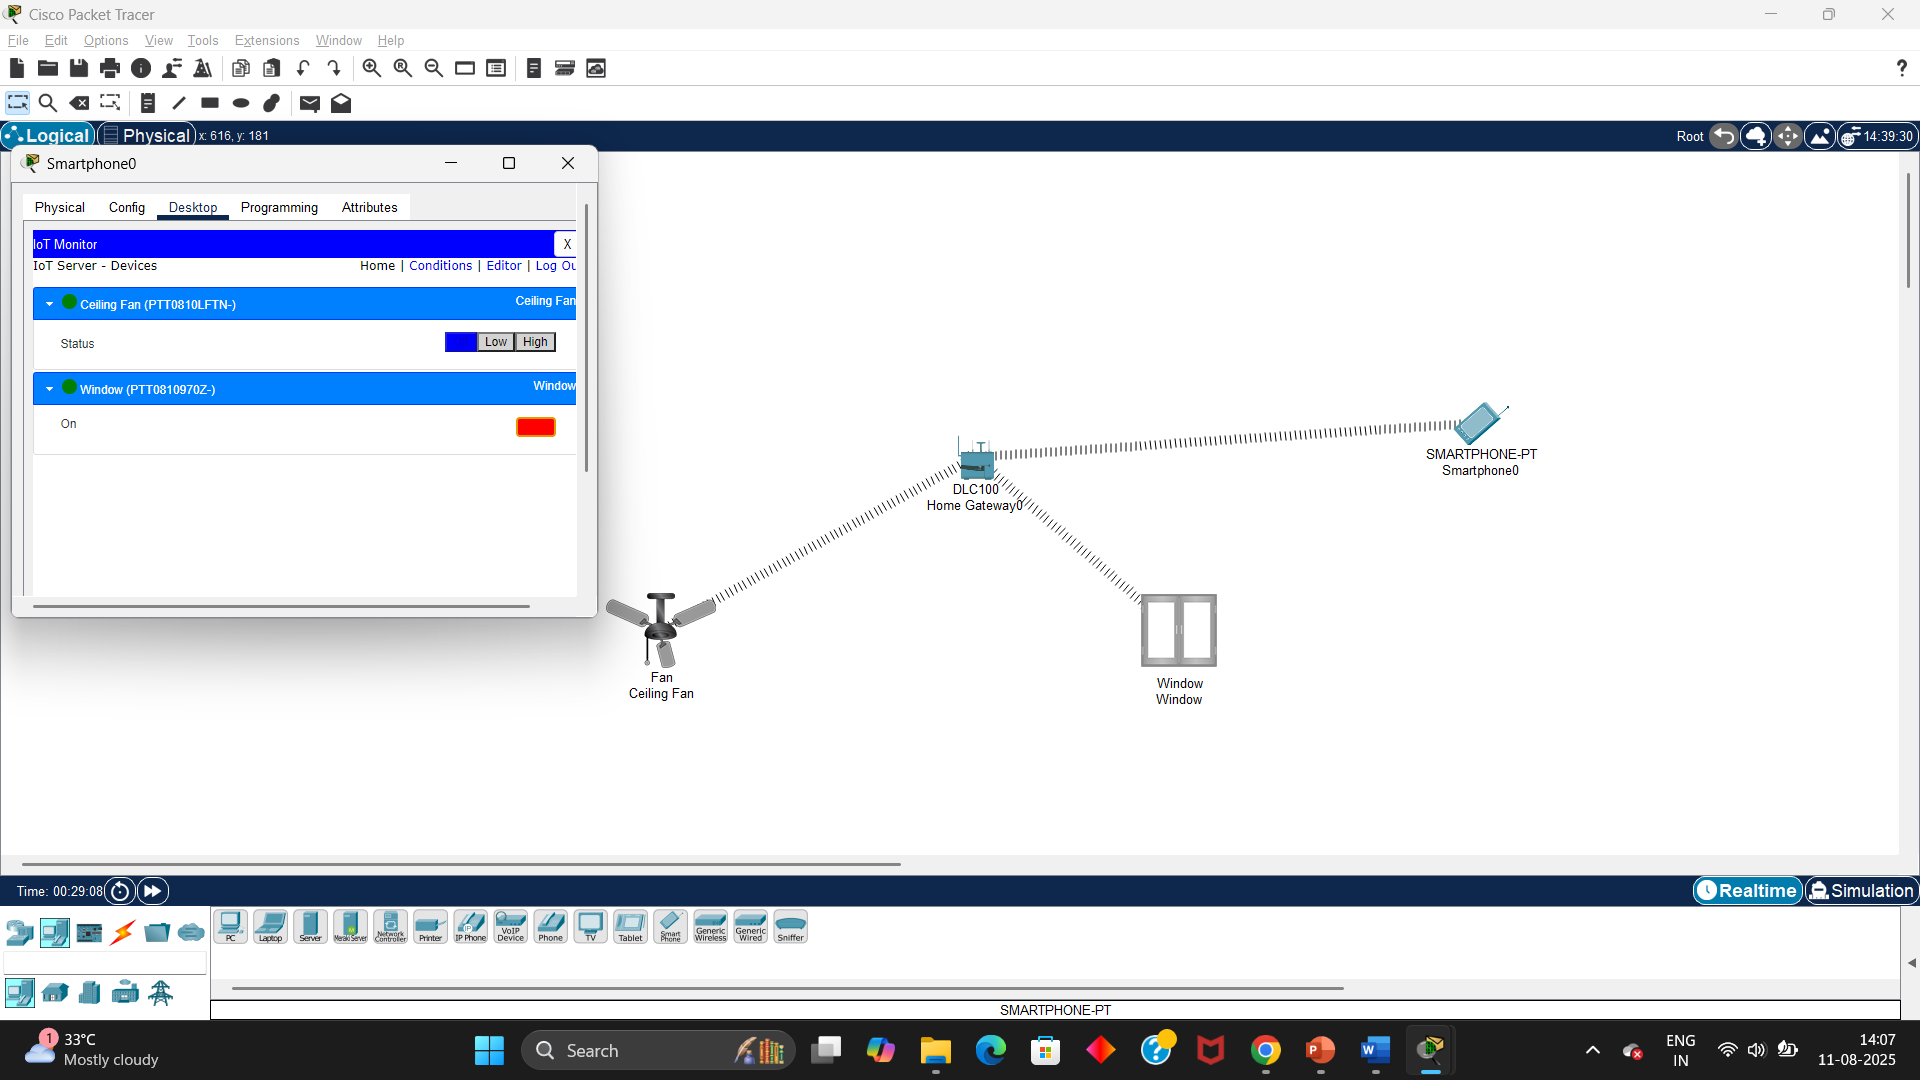 Cisco Packet Tracer
File Edit Options View Tools Extensions Window Help
?
Logical Physical x: 616, y: 181
Root 14:39:30
Smartphone0
Physical Config Desktop Programming Attributes
IoT Monitor X
IoT Server - Devices Home | Conditions | Editor | Log Ou
Ceiling Fan (PTT0810LFTN-) Ceiling Fan
Status Low High
Window (PTT0810970Z-) Window
On
SMARTPHONE-PT
Smartphone0
DLC100
Home Gateway0
Fan
Ceiling Fan
Window
Window
Time: 00:29:08
Realtime Simulation
PC
Laptop
Server
Meraki Server
Network Controller
Printer
IP Phone
VoIP Device
Phone
TV
Tablet
Smart Phone
Generic Wireless
Generic Wired
Sniffer
SMARTPHONE-PT
1
33°C
Mostly cloudy
Search
ENG
IN
14:07
11-08-2025